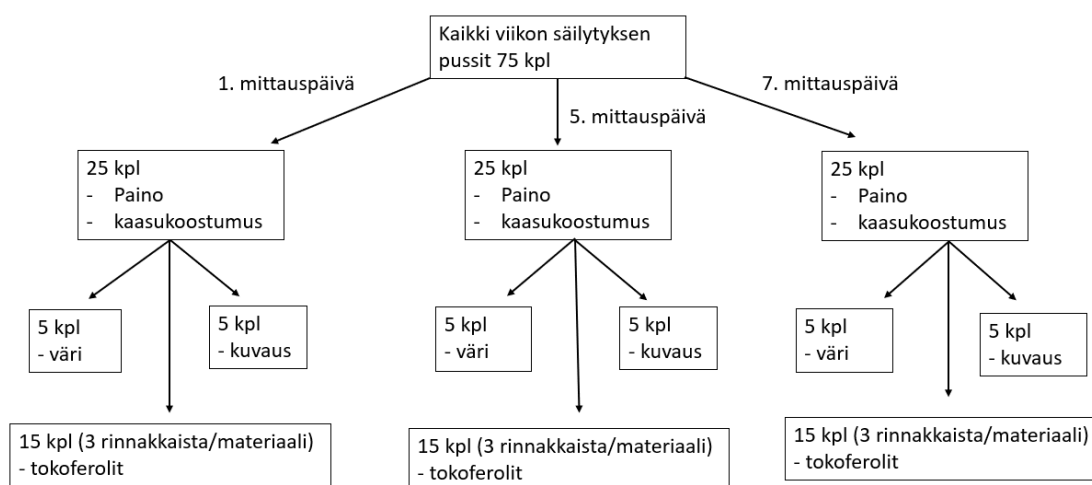 Kaikki viikon säilytyksen
pussit 75 kpl
1. mittauspäivä
5. mittauspäivä
7. mittauspäivä
25 kpl
- Paino
- kaasukoostumus
25 kpl
- Paino
- kaasukoostumus
25 kpl
- Paino
- kaasukoostumus
5 kpl
- väri
5 kpl
- kuvaus
5 kpl
- väri
5 kpl
- kuvaus
5 kpl
- väri
5 kpl
- kuvaus
15 kpl (3 rinnakkaista/materiaali)
- tokoferolit
15 kpl (3 rinnakkaista/materiaali)
- tokoferolit
15 kpl (3 rinnakkaista/materiaali)
- tokoferolit